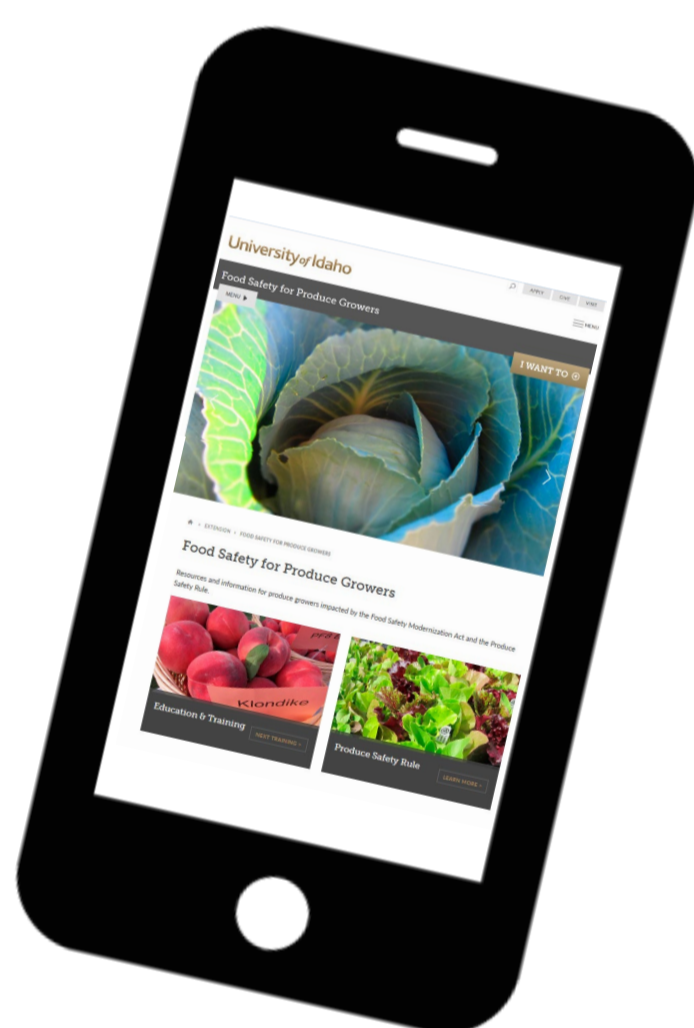 University of Idaho
APPLY GIVE VISIT
Food Safety for Produce Growers
MENU
MENU
I WANT TO
EXTENSION > FOOD SAFETY FOR PRODUCE GROWERS
Food Safety for Produce Growers
Resources and information for produce growers impacted by the Food Safety Modernization Act and the Produce
Safety Rule.
Klondike
Education & Training
NEXT TRAINING >
Produce Safety Rule
LEARN MORE >